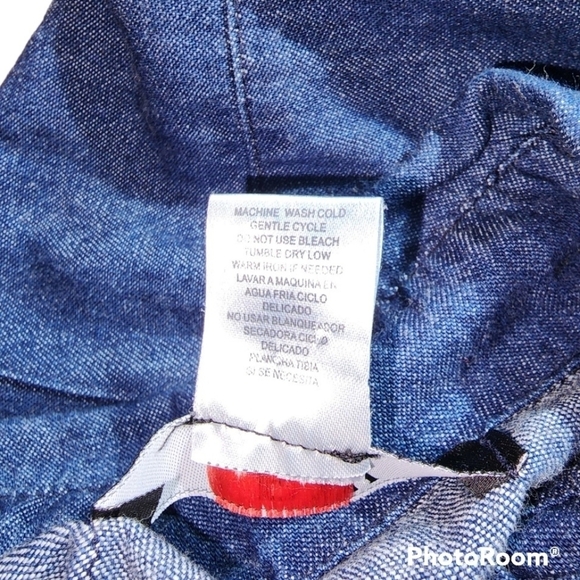 MACHINE WASH COLD
GENTLE CYCLE
DO NOT USE BLEACH
TUMBLE DRY LOW
WARM IRON IF NEEDED
LAVAR A MAQUINA EN
AGUA FRIA CICLO
DELICADO
NO USAR BLANQUEADOR
SECADORA CICLO
DELICADO
PLANCHA TIBIA
SI SE NECESITA
PhotoRoom®